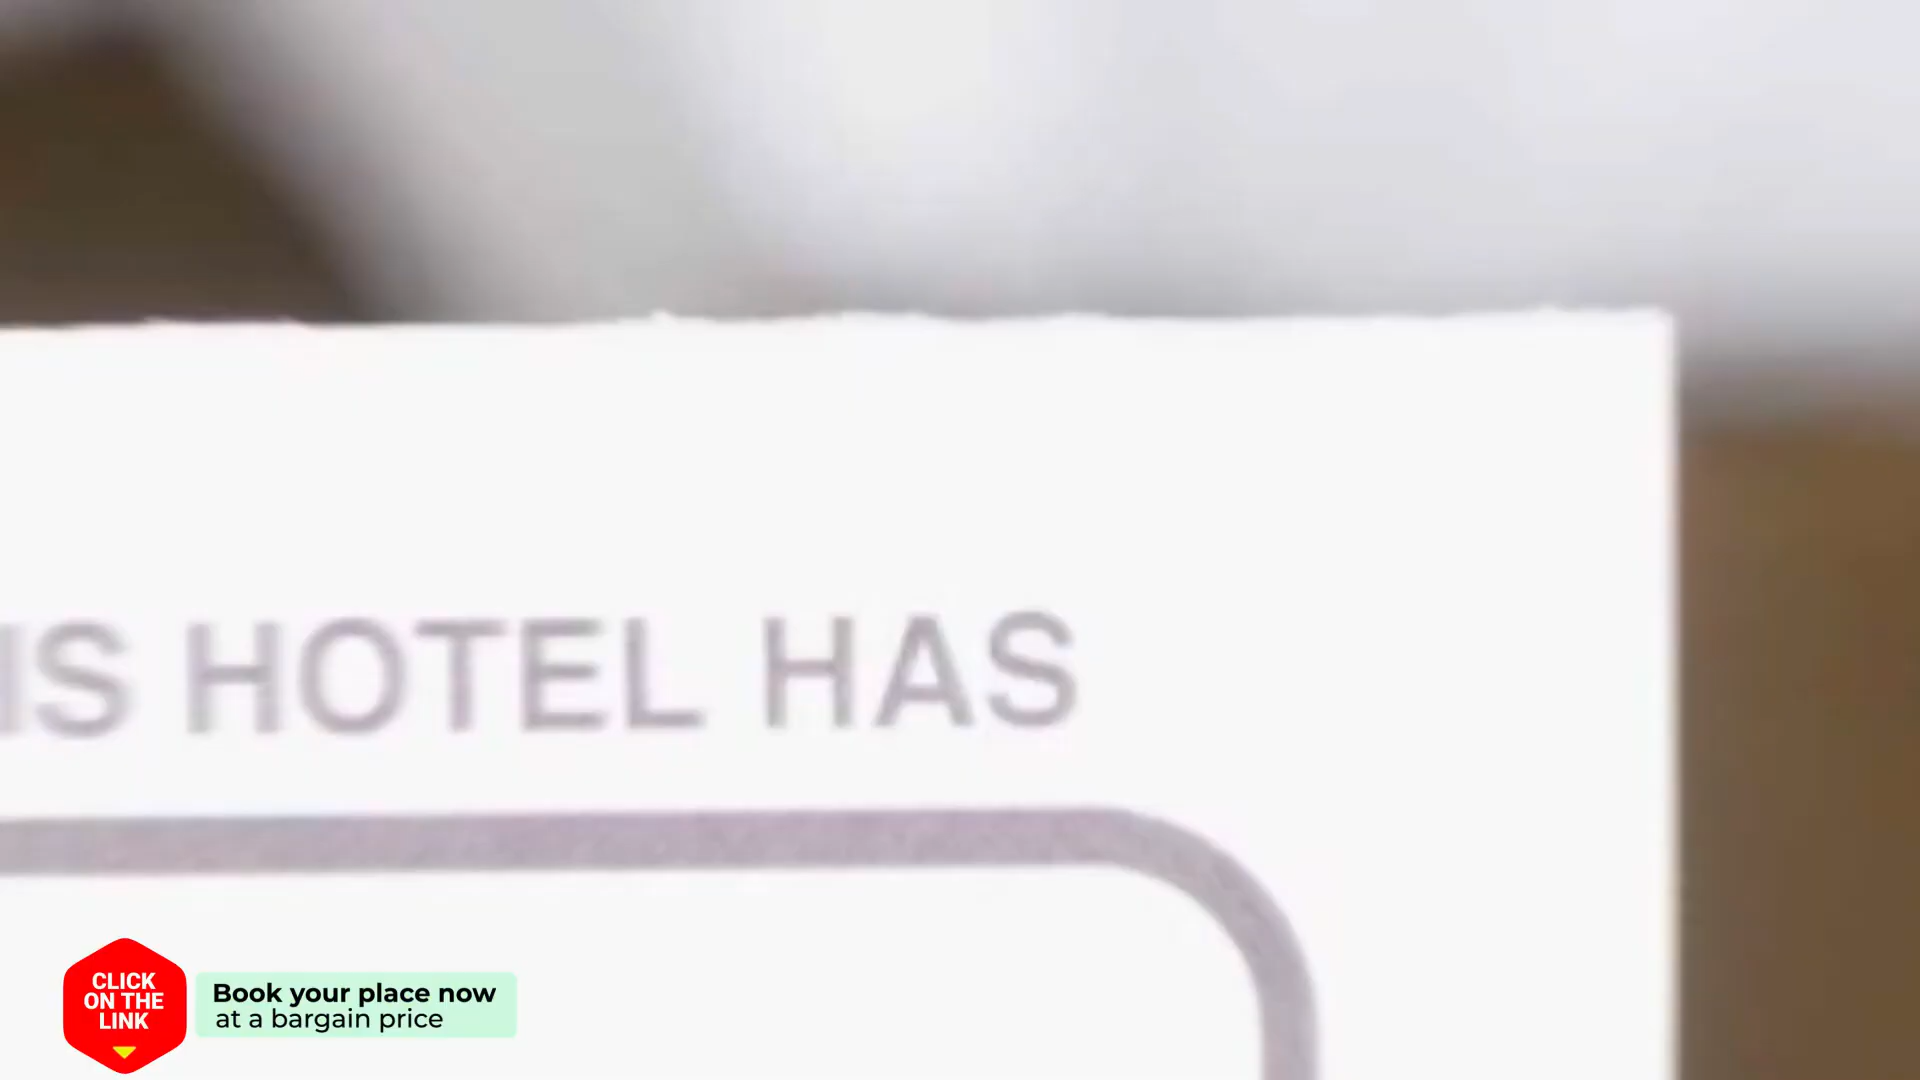 IS HOTEL HAS
CLICK
ON THE
LINK
Book your place now
at a bargain price